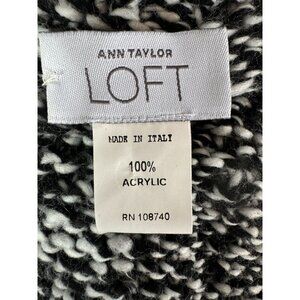 ANN TAYLOR
LOFT
MADE IN ITALY
100%
ACRYLIC
RN 108740